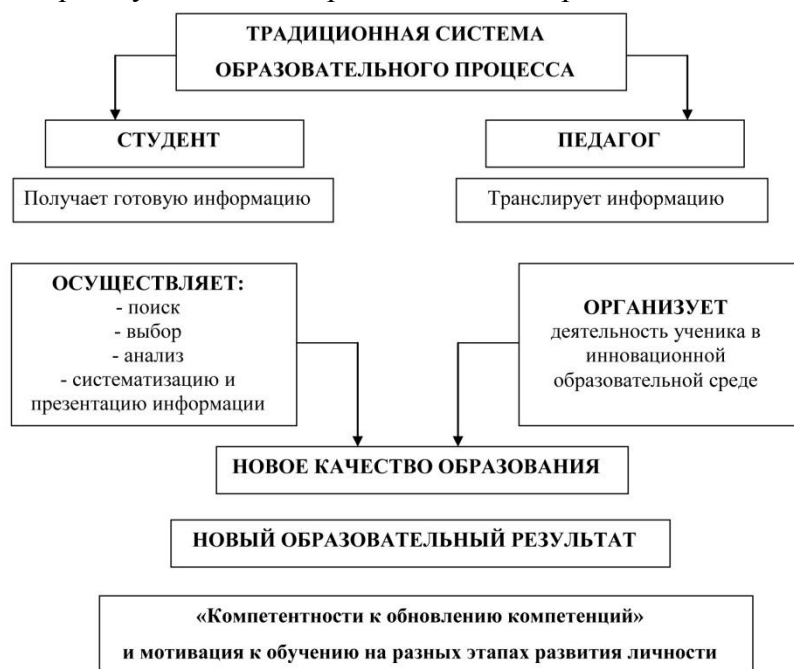 ТРАДИЦИОННАЯ СИСТЕМА
ОБРАЗОВАТЕЛЬНОГО ПРОЦЕССА
СТУДЕНТ
ПЕДАГОГ
Получает готовую информацию
Транслирует информацию
ОСУЩЕСТВЛЯЕТ:
- поиск
- выбор
- анализ
- систематизацию и
презентацию информации
ОРГАНИЗУЕТ
деятельность ученика в
инновационной
образовательной среде
НОВОЕ КАЧЕСТВО ОБРАЗОВАНИЯ
НОВЫЙ ОБРАЗОВАТЕЛЬНЫЙ РЕЗУЛЬТАТ
«Компетентности к обновлению компетенций»
и мотивация к обучению на разных этапах развития личности